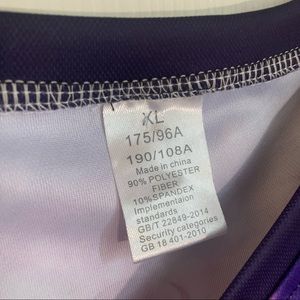 XL
175/96A
190/108A
Made in china
90% POLYESTER
FIBER
10% SPANDEX
Implementaion
standards
GB/T 22849-2014
Security categories
GB 18 401-2010